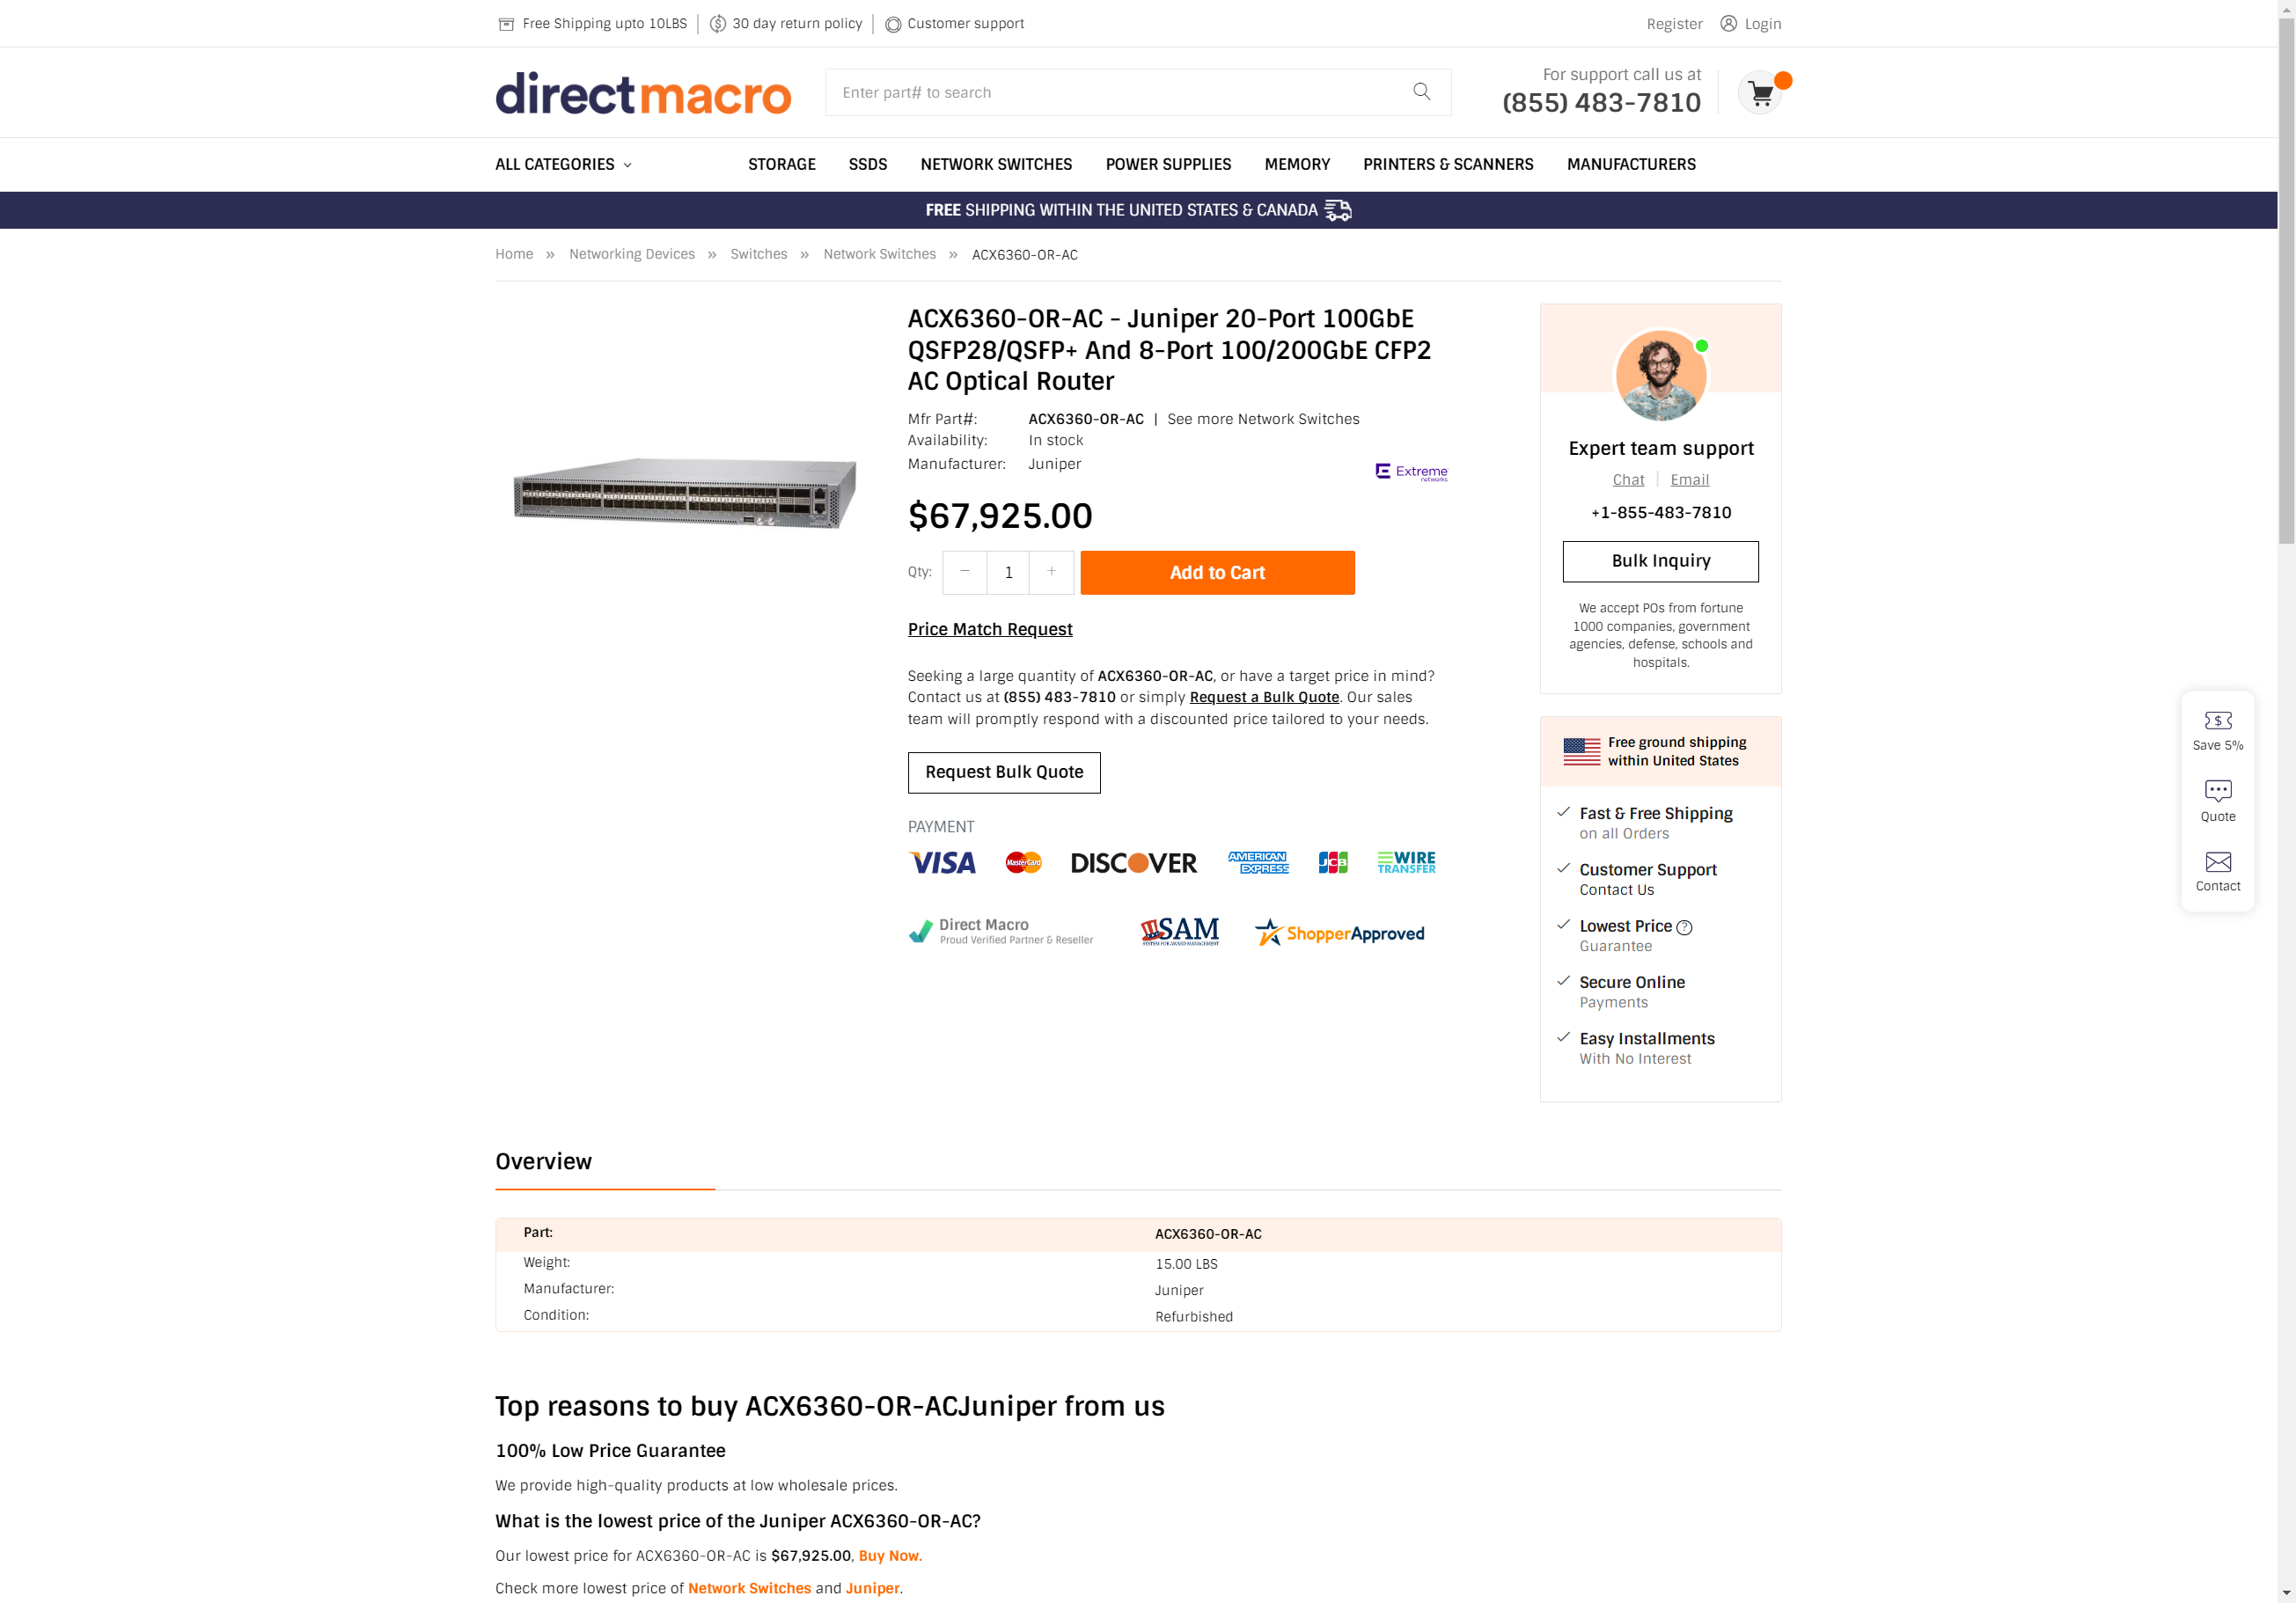 Free Shipping upto 10LBS
30 day return policy
Customer support
Register
Login
directmacro
Enter part# to search
For support call us at
(855) 483-7810
ALL CATEGORIES
STORAGE
SSDS
NETWORK SWITCHES
POWER SUPPLIES
MEMORY
PRINTERS & SCANNERS
MANUFACTURERS
FREE SHIPPING WITHIN THE UNITED STATES & CANADA
Home » Networking Devices » Switches » Network Switches » ACX6360-OR-AC
ACX6360-OR-AC - Juniper 20-Port 100GbE
QSFP28/QSFP+ And 8-Port 100/200GbE CFP2
AC Optical Router
Mfr Part#: ACX6360-OR-AC | See more Network Switches
Availability: In stock
Manufacturer: Juniper
Extreme
networks
$67,925.00
Qty: − 1 + Add to Cart
Price Match Request
Seeking a large quantity of ACX6360-OR-AC, or have a target price in mind?
Contact us at (855) 483-7810 or simply Request a Bulk Quote. Our sales
team will promptly respond with a discounted price tailored to your needs.
Request Bulk Quote
PAYMENT
VISA
MasterCard
DISCOVER
AMERICAN
EXPRESS
JCB
WIRE
TRANSFER
Direct Macro
Proud Verified Partner & Reseller
SAM
SYSTEM FOR AWARD MANAGEMENT
ShopperApproved
Expert team support
Chat | Email
+1-855-483-7810
Bulk Inquiry
We accept POs from fortune
1000 companies, government
agencies, defense, schools and
hospitals.
Free ground shipping
within United States
Fast & Free Shipping
on all Orders
Customer Support
Contact Us
Lowest Price ?
Guarantee
Secure Online
Payments
Easy Installments
With No Interest
$
Save 5%
Quote
Contact
Overview
Part: ACX6360-OR-AC
Weight: 15.00 LBS
Manufacturer: Juniper
Condition: Refurbished
Top reasons to buy ACX6360-OR-ACJuniper from us
100% Low Price Guarantee
We provide high-quality products at low wholesale prices.
What is the lowest price of the Juniper ACX6360-OR-AC?
Our lowest price for ACX6360-OR-AC is $67,925.00, Buy Now.
Check more lowest price of Network Switches and Juniper.